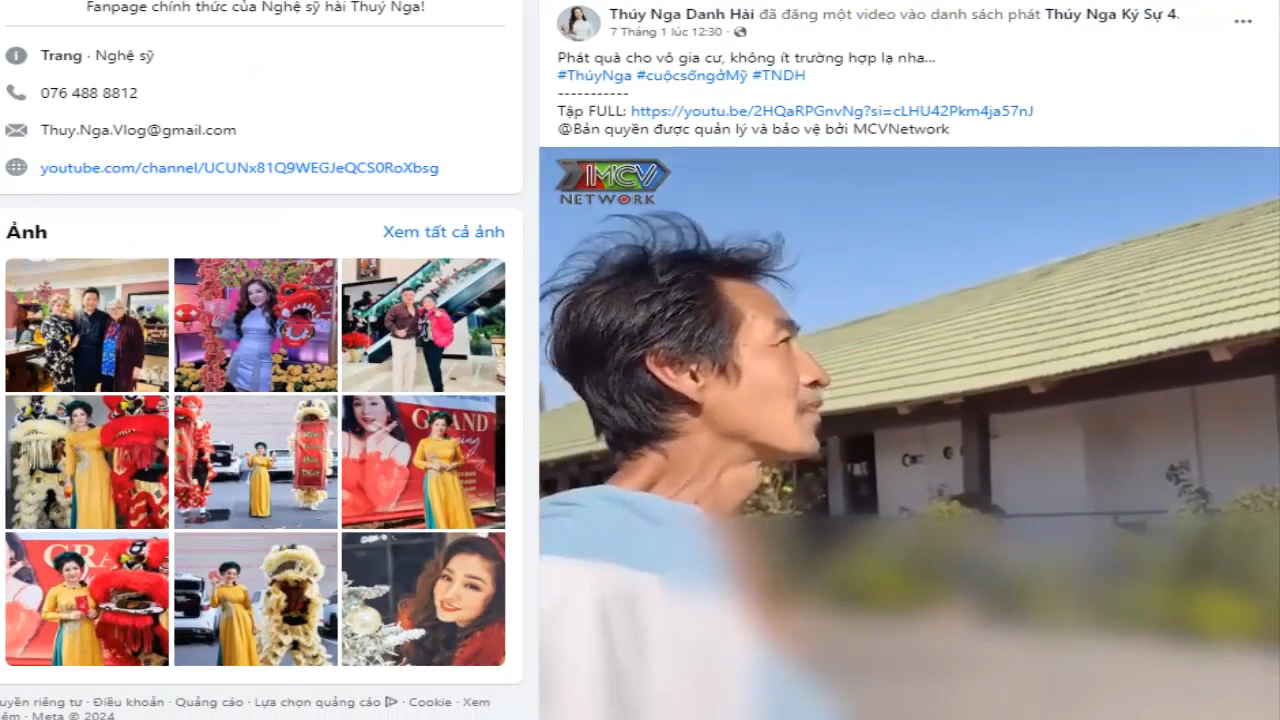 Fanpage chính thức của Nghệ sỹ hài Thuý Nga!
Trang · Nghệ sỹ
076 488 8812
Thuy.Nga.Vlog@gmail.com
youtube.com/channel/UCUNx81Q9WEGJeQCS0RoXbsg
Ảnh
Xem tất cả ảnh
GRAND
GRA
uyền riêng tư · Điều khoản · Quảng cáo · Lựa chọn quảng cáo · Cookie · Xem
êm · Meta © 2024
Thúy Nga Danh Hài đã đăng một video vào danh sách phát Thúy Nga Ký Sự 4.
7 Tháng 1 lúc 12:30 ·
Phát quà cho vô gia cư, không ít trường hợp lạ nha...
#ThúyNga #cuộcsốngởMỹ #TNDH
-----------
Tập FULL: https://youtu.be/2HQaRPGnvNg?si=cLHU42Pkm4ja57nJ
@Bản quyền được quản lý và bảo vệ bởi MCVNetwork
MCV
NETWORK